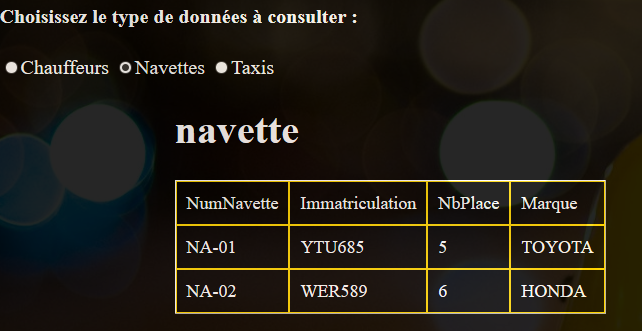 Choisissez le type de données à consulter :
Chauffeurs Navettes Taxis
navette
NumNavette Immatriculation NbPlace Marque
NA-01 YTU685 5 TOYOTA
NA-02 WER589 6 HONDA